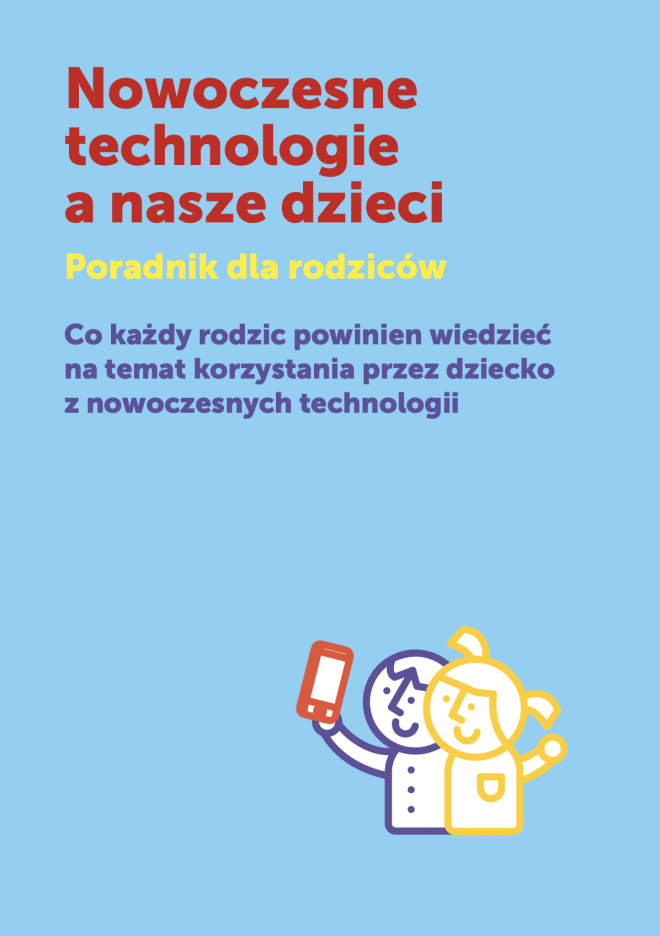 Nowoczesne
technologie
a nasze dzieci
Poradnik dla rodziców
Co każdy rodzic powinien wiedzieć
na temat korzystania przez dziecko
z nowoczesnych technologii